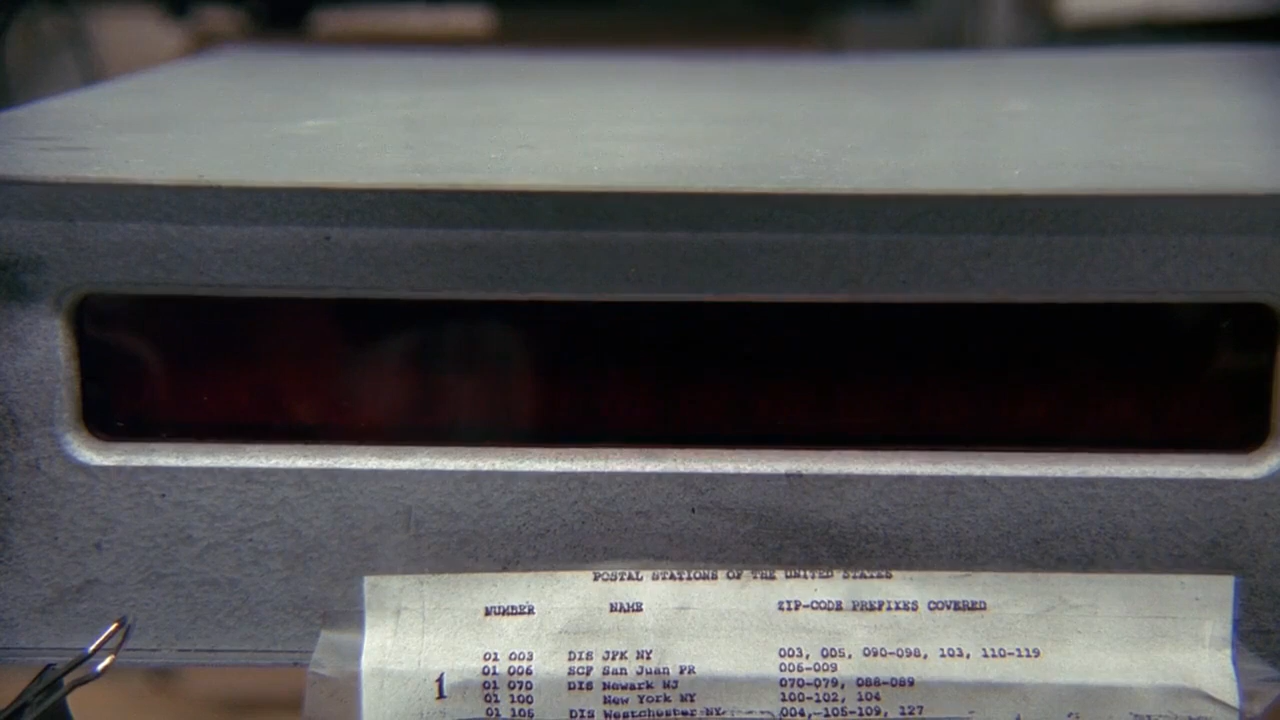 POSTAL STATIONS OF THE UNITED STATES
NUMBER NAME ZIP-CODE PREFIXES COVERED
01 003 DIS JFK NY 003, 005, 090-098, 103, 110-119
01 006 SCF San Juan PR 006-009
1 01 070 DIS Newark NJ 070-079, 088-089
01 100 New York NY 100-102, 104
01 105 DIS Westchester NY 004, 105-109, 127